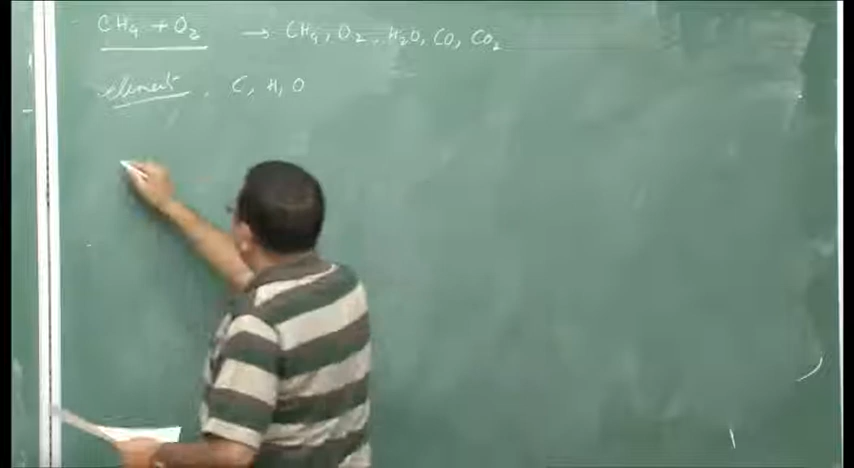 CH₄ + O₂ → CH₄, O₂, H₂O, CO, CO₂
element, C, H, O